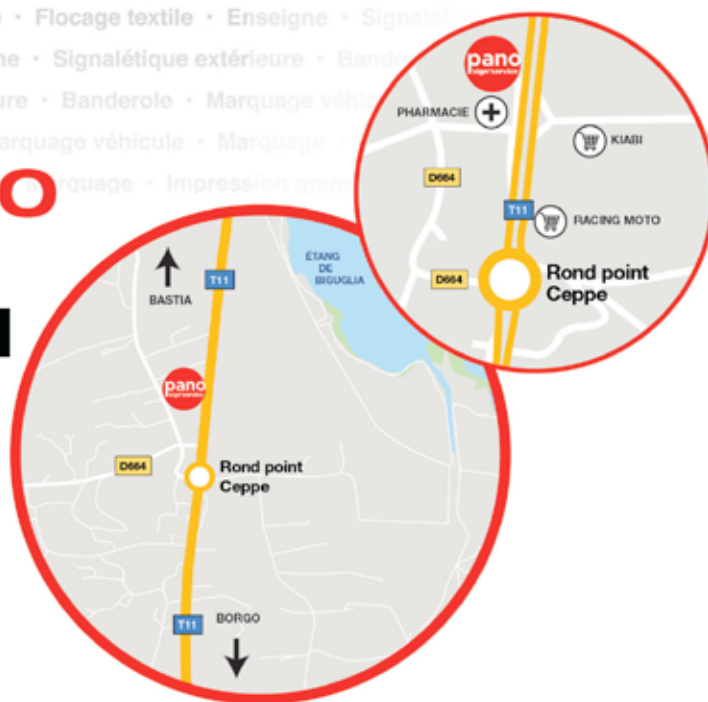 Flocage textile • Enseigne •
Signalétique extérieure •
Banderole • Marquage
Marquage véhicule • Marquage •
Marquage • Impression
pano
PHARMACIE
KIABI
D664
T11
RACING MOTO
D664
Rond point
Ceppe
ÉTANG
DE
BIGUGLIA
T11
BASTIA
pano
D664
Rond point
Ceppe
T11
BORGO